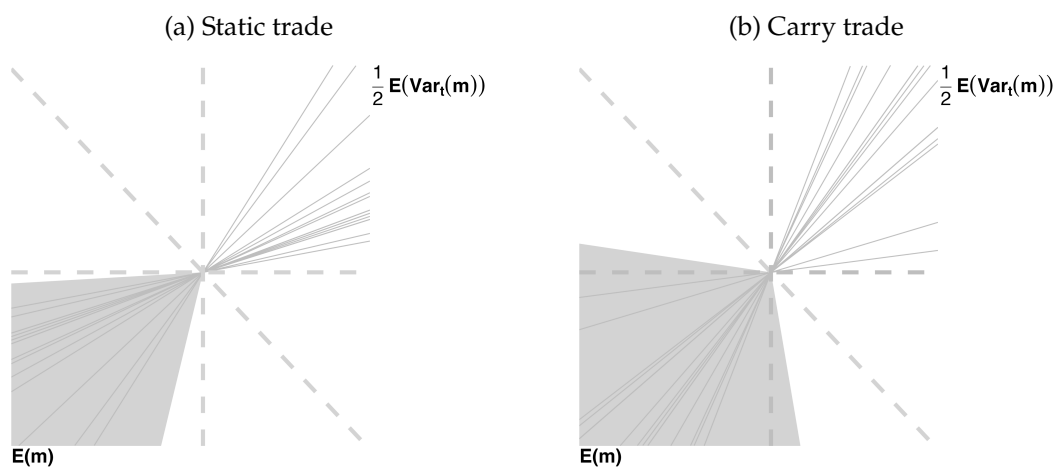 (a) Static trade
(b) Carry trade
1/2 E(Var_t(m))
1/2 E(Var_t(m))
E(m)
E(m)